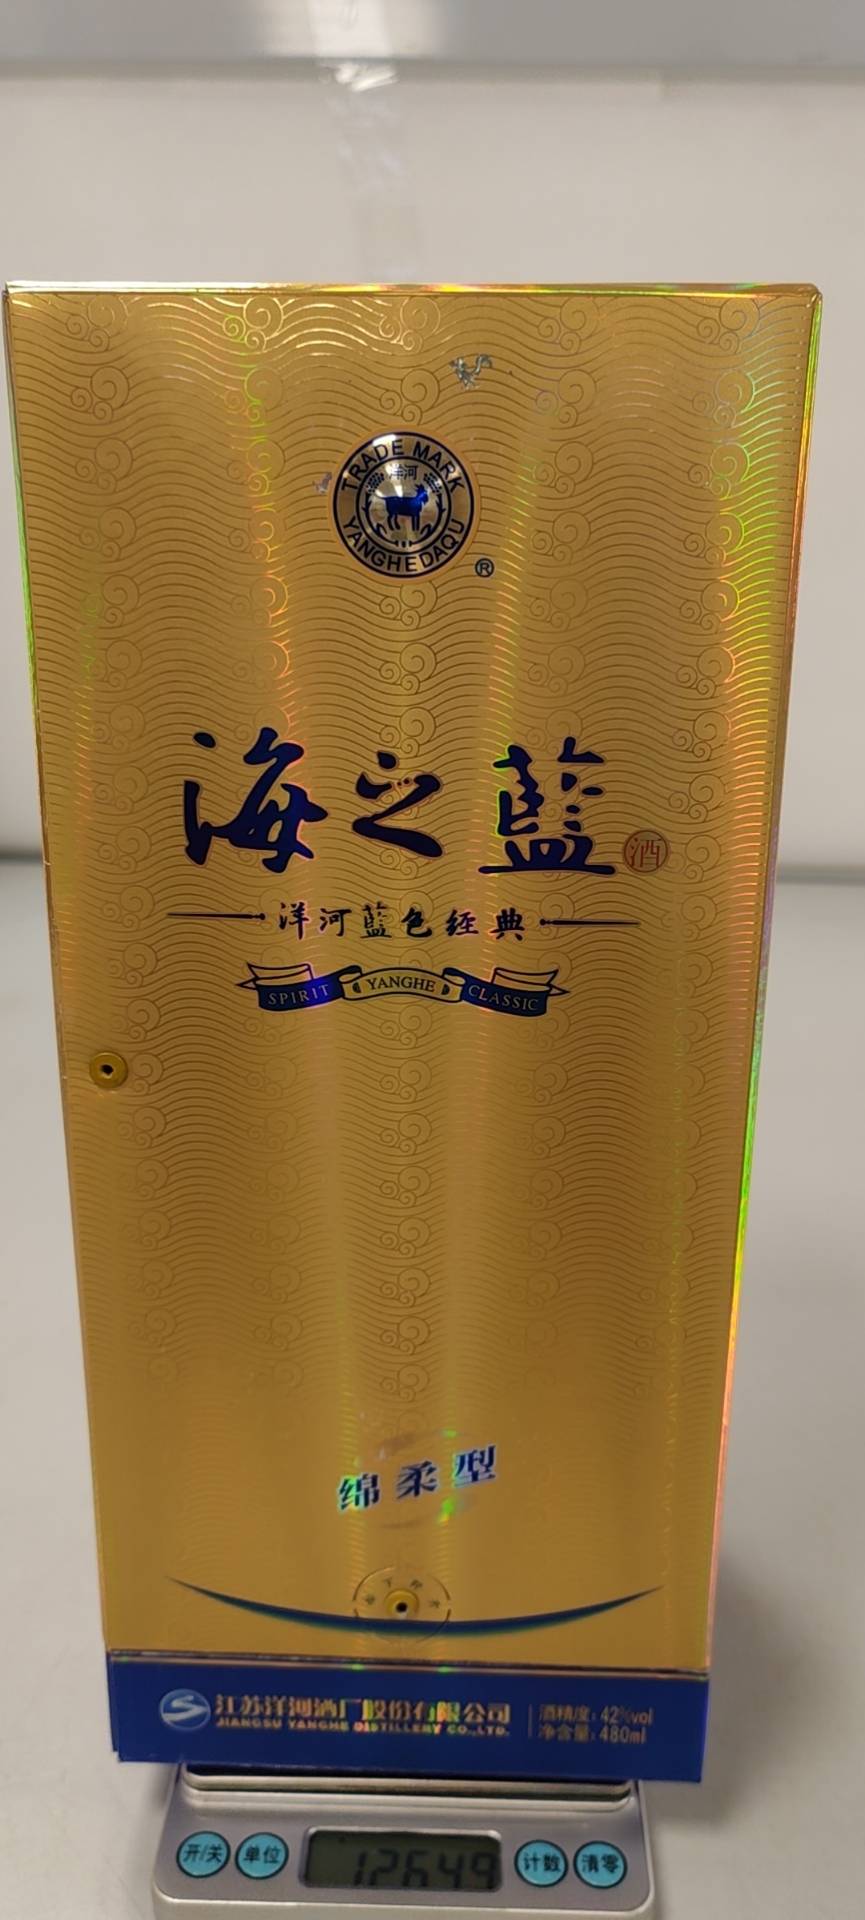 TRADE MARK
洋河
YANGHEDAQU
®
海之藍
酒
洋河蓝色经典
SPIRIT YANGHE CLASSIC
绵柔型
江苏洋河酒厂股份有限公司
JIANGSU YANGHE DISTILLERY CO.,LTD.
酒精度: 42%vol
净含量: 480ml
开/关 单位 1264.9 计数 清零